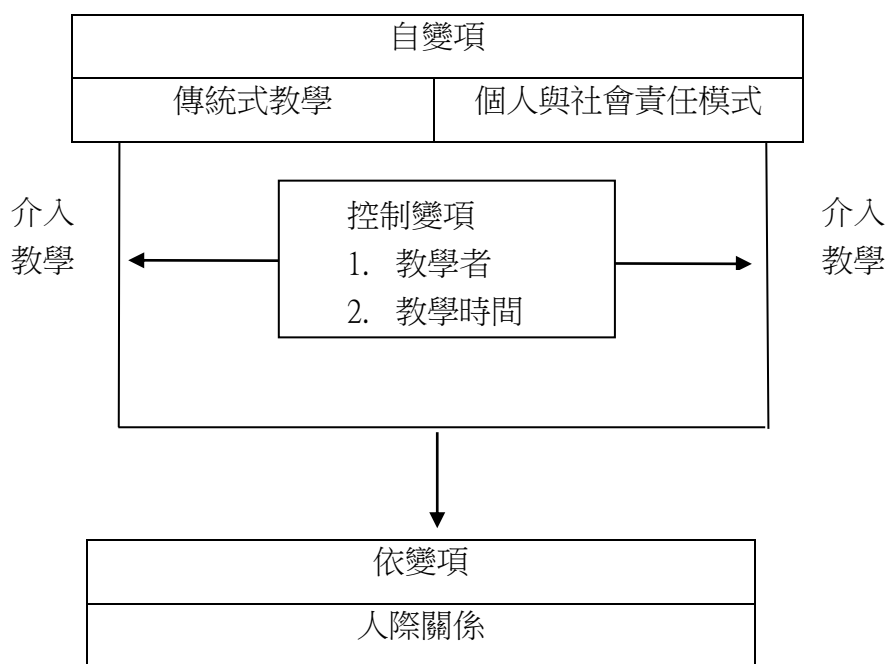 自變項
傳統式教學
個人與社會責任模式
介入
教學
控制變項
1. 教學者
2. 教學時間
介入
教學
依變項
人際關係